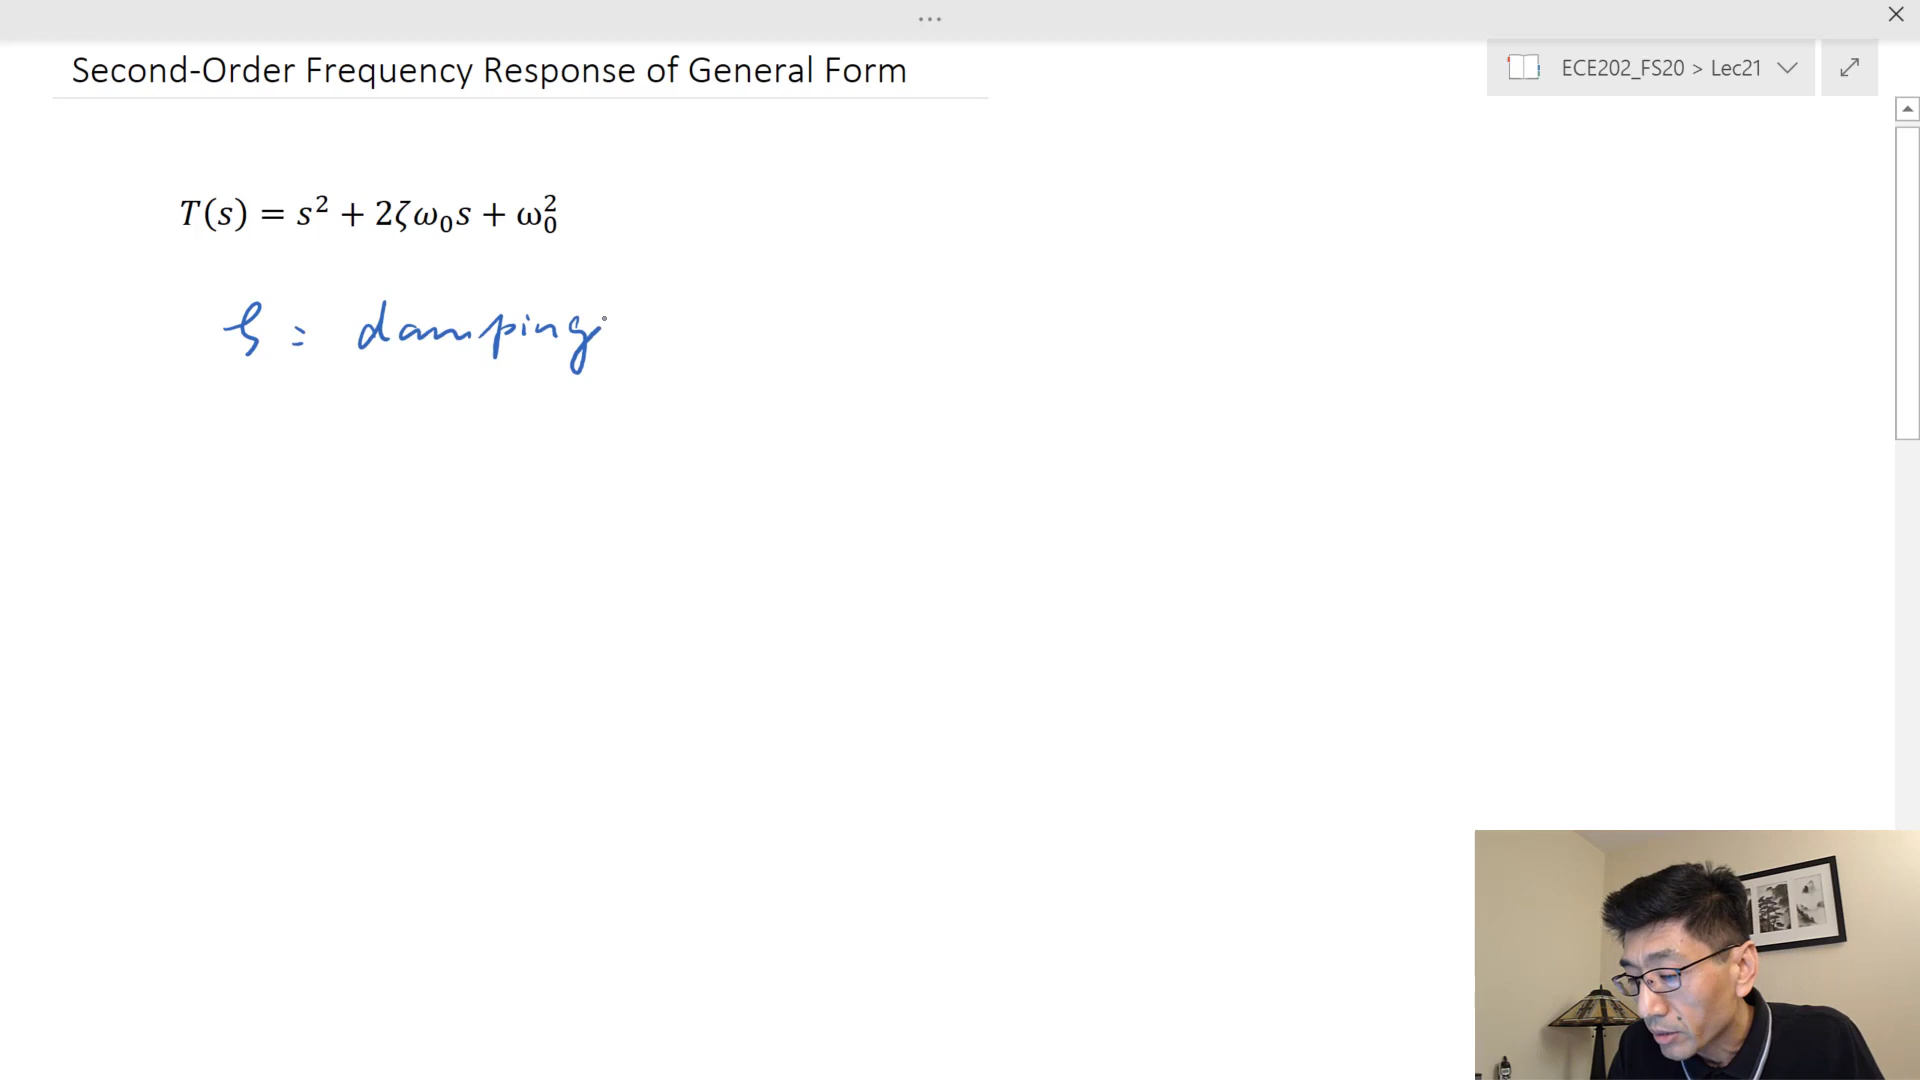 ...
Second-Order Frequency Response of General Form
ECE202_FS20 > Lec21
T(s) = s² + 2ζω₀s + ω₀²
ζ : damping